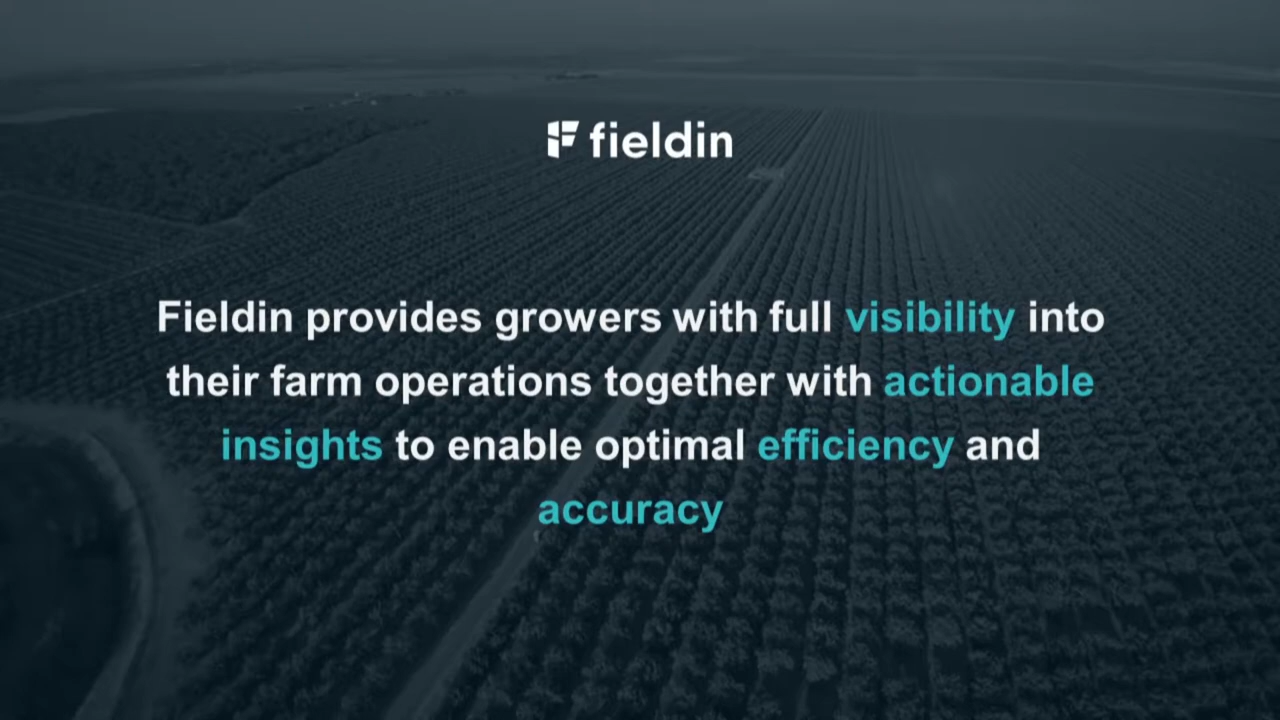 fieldin
Fieldin provides growers with full visibility into
their farm operations together with actionable
insights to enable optimal efficiency and
accuracy